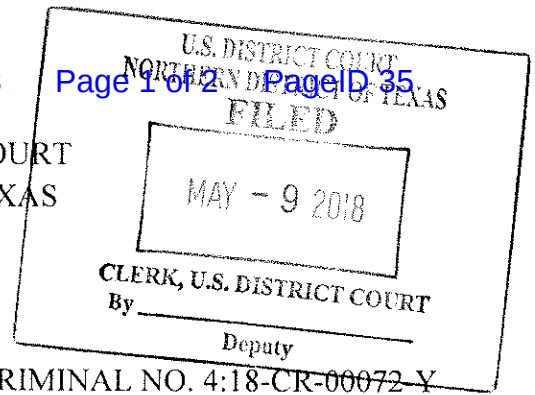 U.S. DISTRICT COURT
Page 1 of 2 PageID 35
NORTHERN DISTRICT OF TEXAS
FILED
OURT
XAS
MAY - 9 2018
CLERK, U.S. DISTRICT COURT
By
Deputy
RIMINAL NO. 4:18-CR-00072-Y